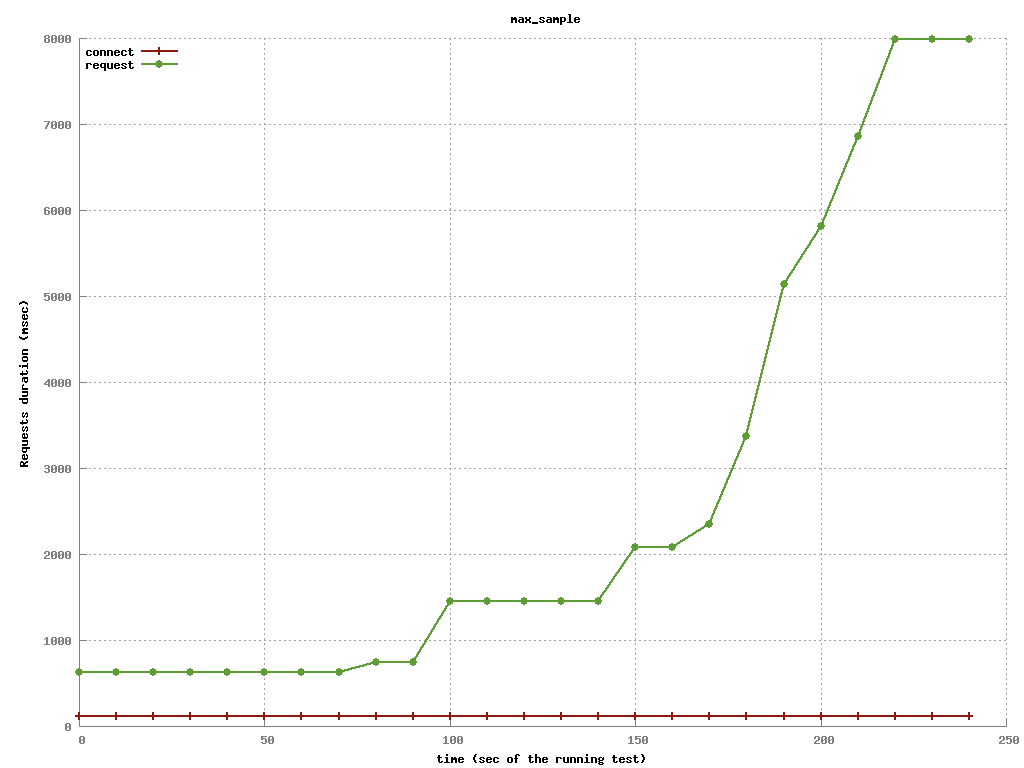 max_sample
connect
request
8000
7000
6000
5000
4000
3000
2000
1000
0
Requests duration (msec)
0 50 100 150 200 250
time (sec of the running test)